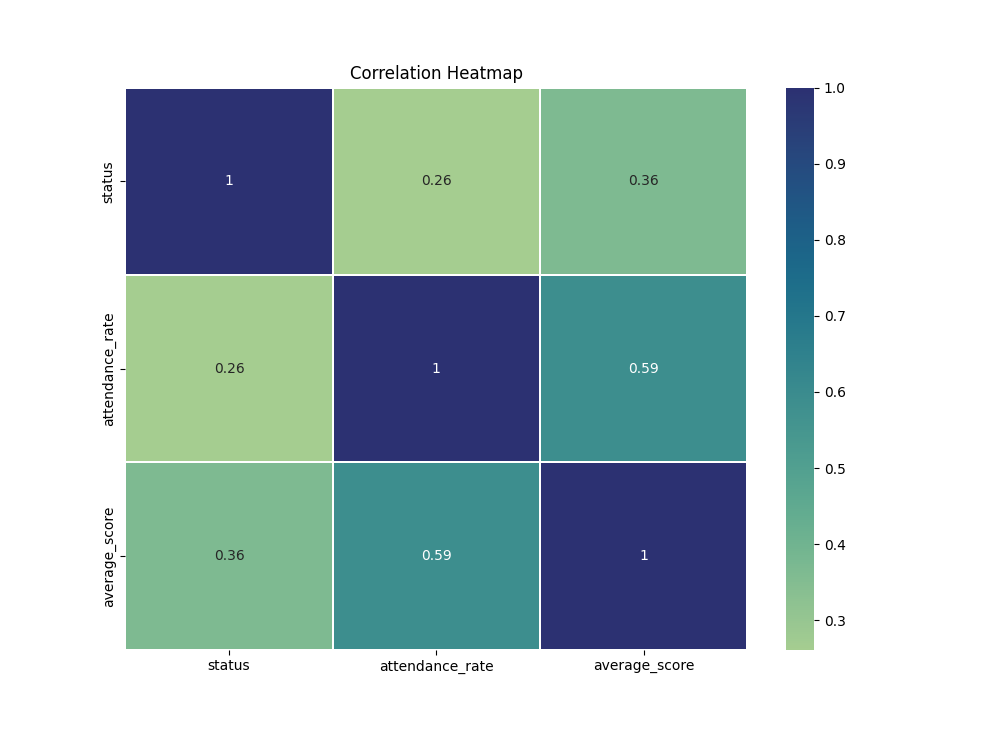 Correlation Heatmap
status
1
0.26
0.36
attendance_rate
0.26
1
0.59
average_score
0.36
0.59
1
status
attendance_rate
average_score
1.0
0.9
0.8
0.7
0.6
0.5
0.4
0.3